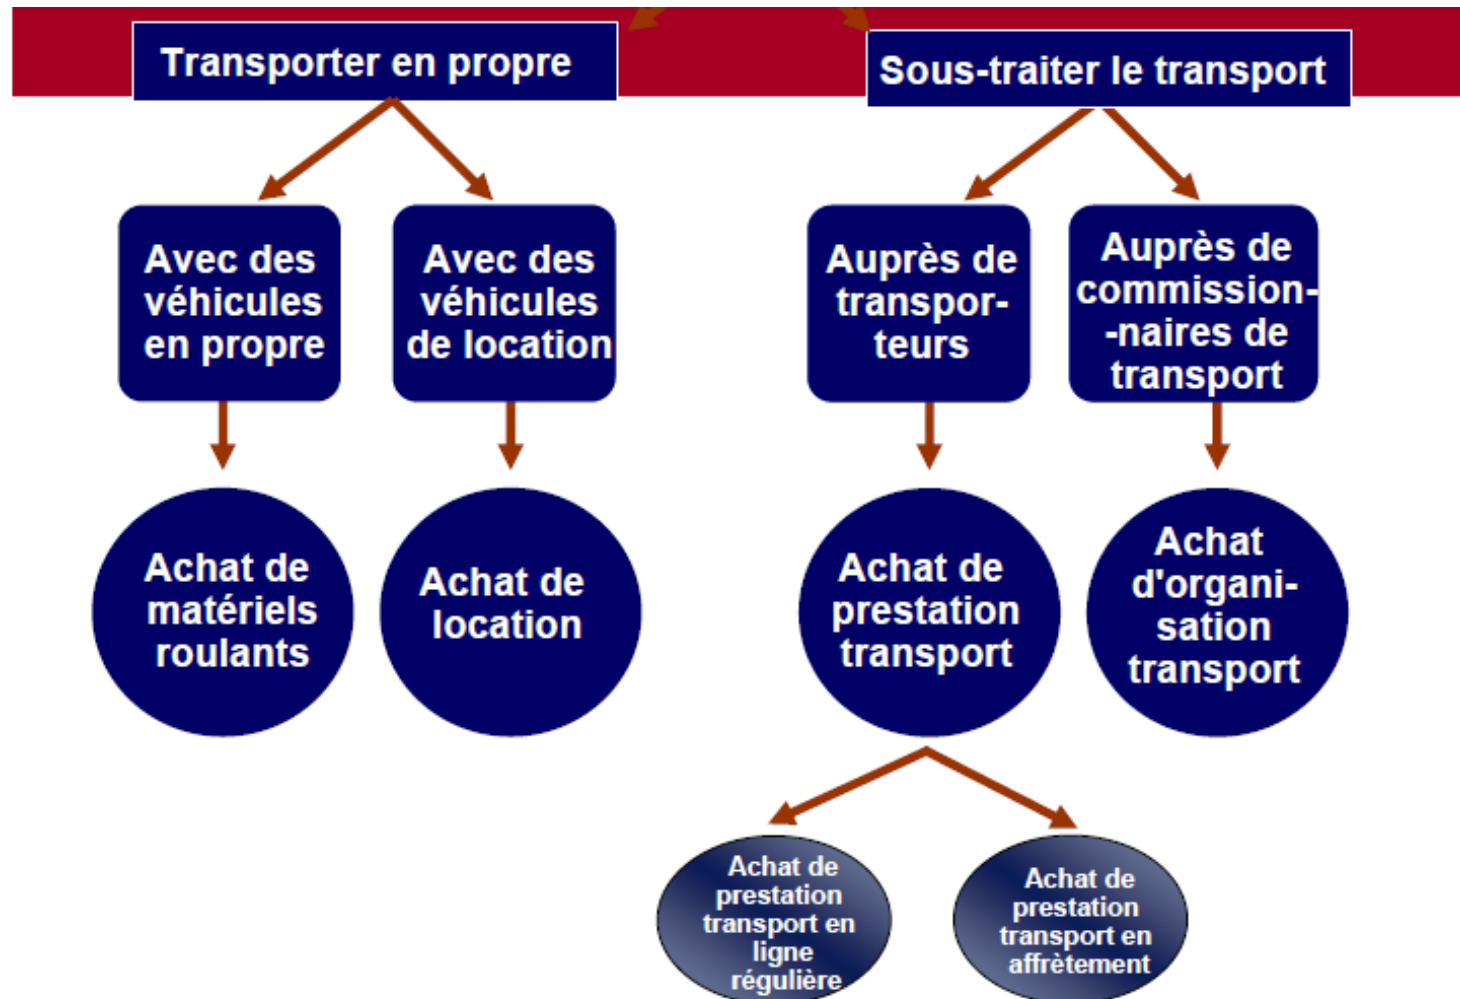 Transporter en propre
Sous-traiter le transport
Avec des
véhicules
en propre
Avec des
véhicules
de location
Auprès de
transpor-
teurs
Auprès de
commission-
-naires de
transport
Achat de
matériels
roulants
Achat de
location
Achat de
prestation
transport
Achat
d'organi-
sation
transport
Achat de
prestation
transport en
ligne
régulière
Achat de
prestation
transport en
affrètement